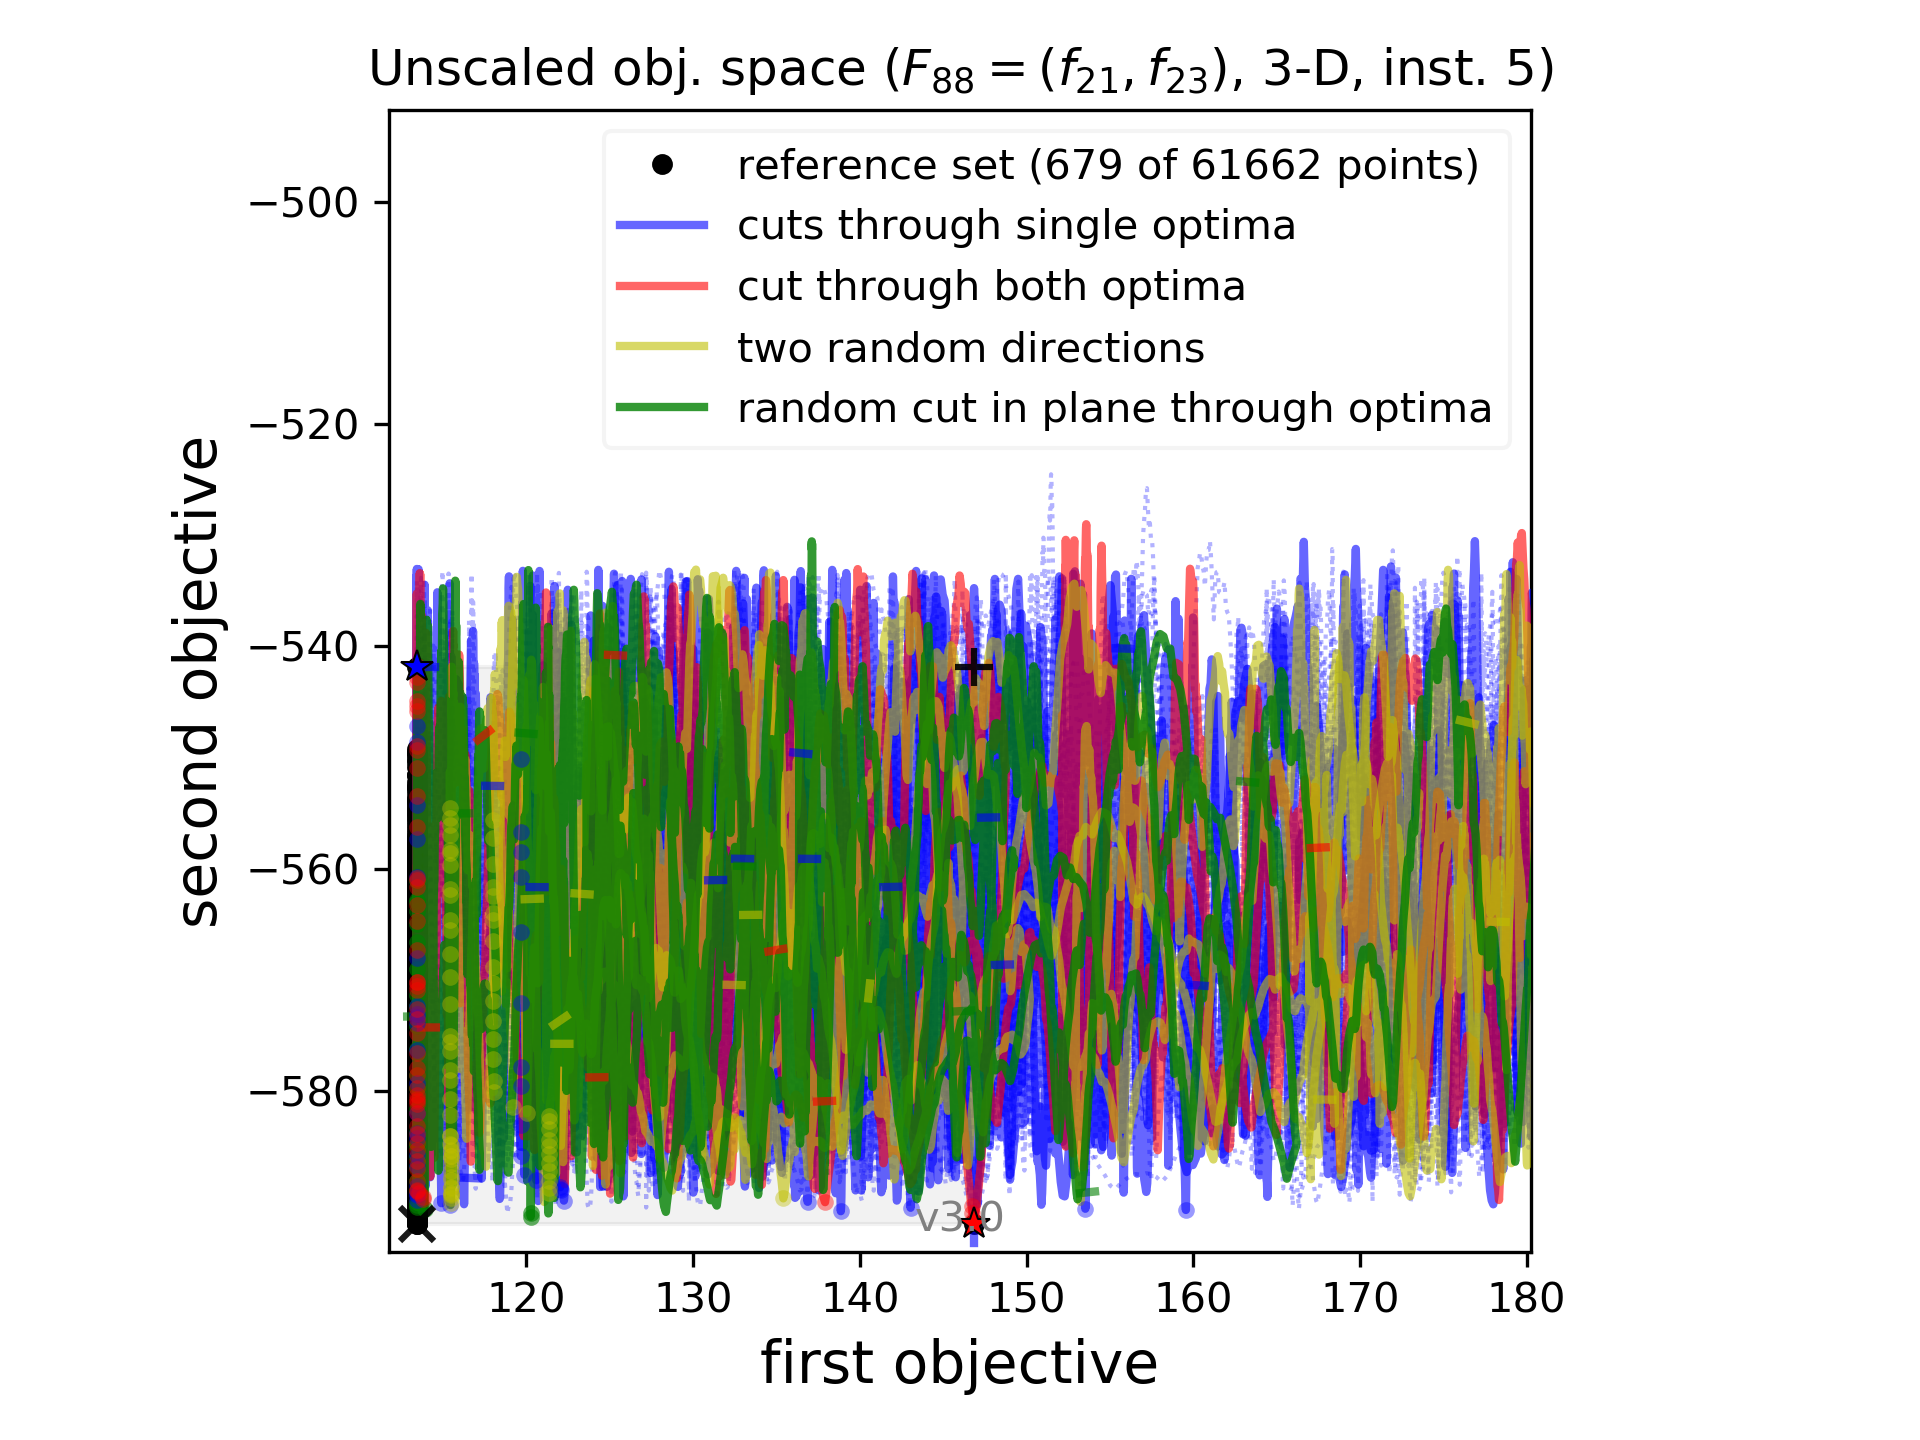 Unscaled obj. space (F₈₈ = (f₂₁, f₂₃), 3-D, inst. 5)
reference set (679 of 61662 points)
cuts through single optima
cut through both optima
two random directions
random cut in plane through optima
−500
−520
−540
−560
−580
second objective
v3.0
120 130 140 150 160 170 180
first objective